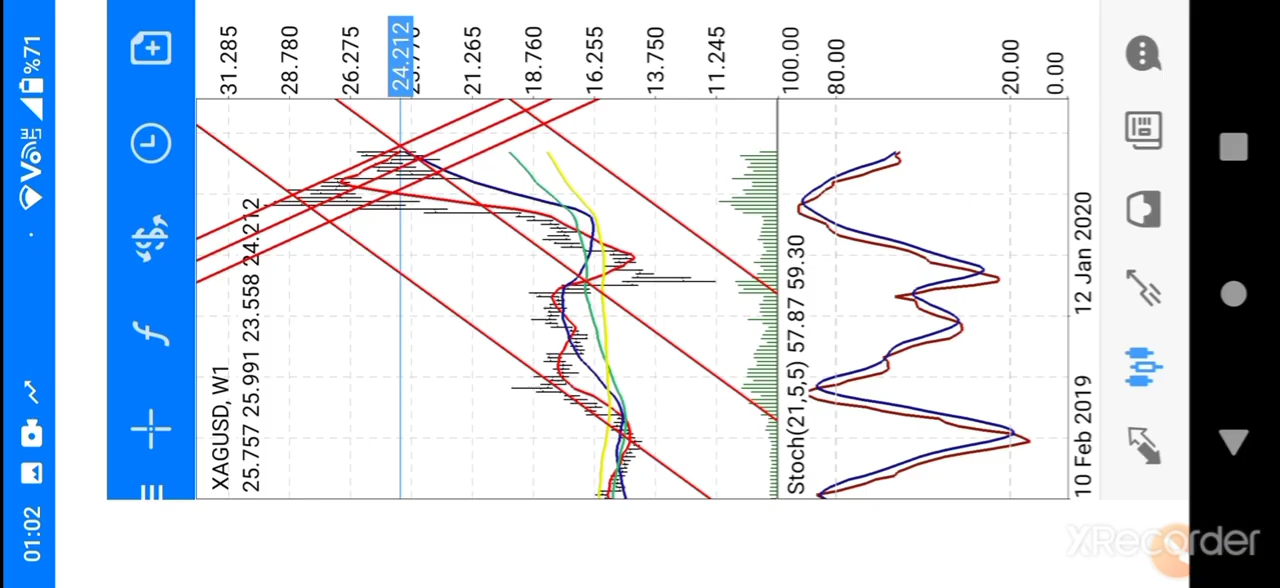 01:02
%71
XAGUSD, W1
25.757 25.991 23.558 24.212
31.285
28.780
26.275
24.212
21.265
18.760
16.255
13.750
11.245
Stoch(21,5,5) 57.87 59.30
100.00
80.00
20.00
0.00
10 Feb 2019
12 Jan 2020
XRecorder